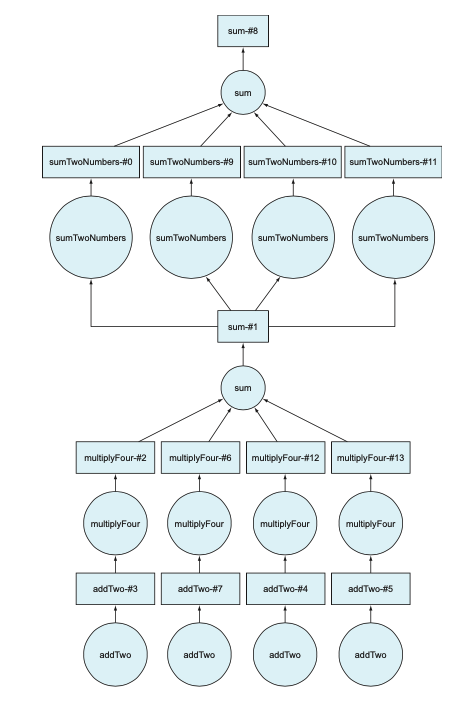 sum-#8
sum
sumTwoNumbers-#0
sumTwoNumbers-#9
sumTwoNumbers-#10
sumTwoNumbers-#11
sumTwoNumbers
sumTwoNumbers
sumTwoNumbers
sumTwoNumbers
sum-#1
sum
multiplyFour-#2
multiplyFour-#6
multiplyFour-#12
multiplyFour-#13
multiplyFour
multiplyFour
multiplyFour
multiplyFour
addTwo-#3
addTwo-#7
addTwo-#4
addTwo-#5
addTwo
addTwo
addTwo
addTwo